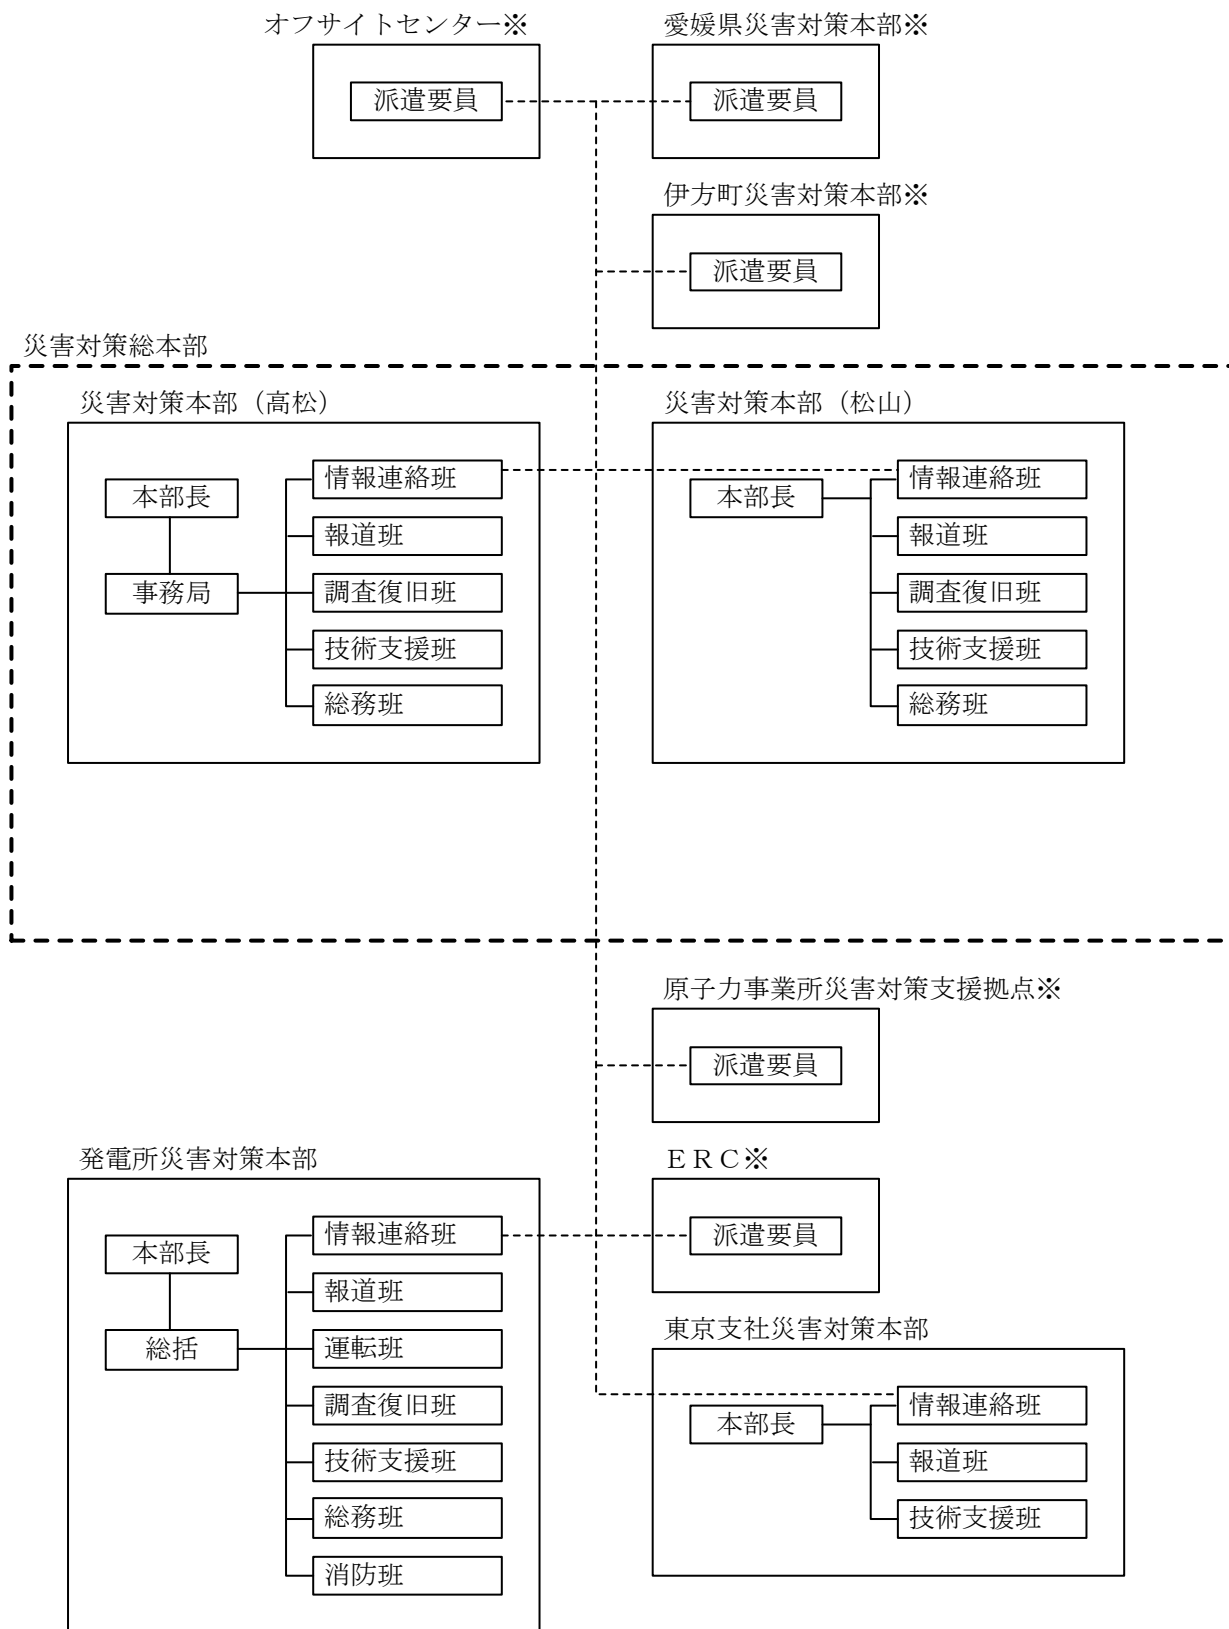 オフサイトセンター※
派遣要員
愛媛県災害対策本部※
派遣要員
伊方町災害対策本部※
派遣要員
災害対策総本部
災害対策本部（高松）
本部長
事務局
情報連絡班
報道班
調査復旧班
技術支援班
総務班
災害対策本部（松山）
本部長
情報連絡班
報道班
調査復旧班
技術支援班
総務班
原子力事業所災害対策支援拠点※
派遣要員
発電所災害対策本部
本部長
総括
情報連絡班
報道班
運転班
調査復旧班
技術支援班
総務班
消防班
ＥＲＣ※
派遣要員
東京支社災害対策本部
本部長
情報連絡班
報道班
技術支援班